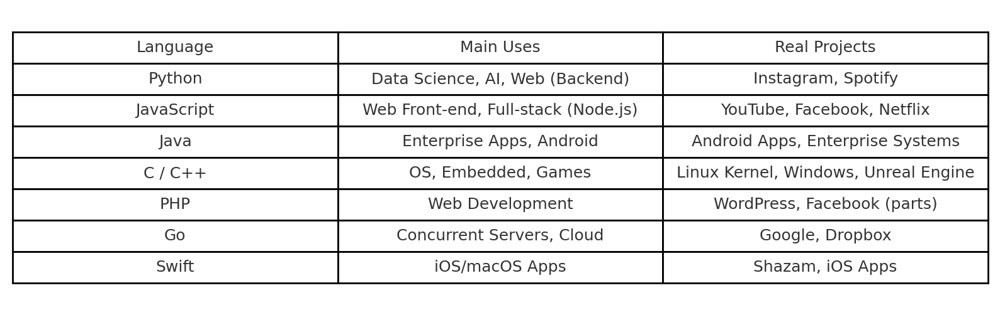 Language Main Uses Real Projects
Python Data Science, AI, Web (Backend) Instagram, Spotify
JavaScript Web Front-end, Full-stack (Node.js) YouTube, Facebook, Netflix
Java Enterprise Apps, Android Android Apps, Enterprise Systems
C / C++ OS, Embedded, Games Linux Kernel, Windows, Unreal Engine
PHP Web Development WordPress, Facebook (parts)
Go Concurrent Servers, Cloud Google, Dropbox
Swift iOS/macOS Apps Shazam, iOS Apps